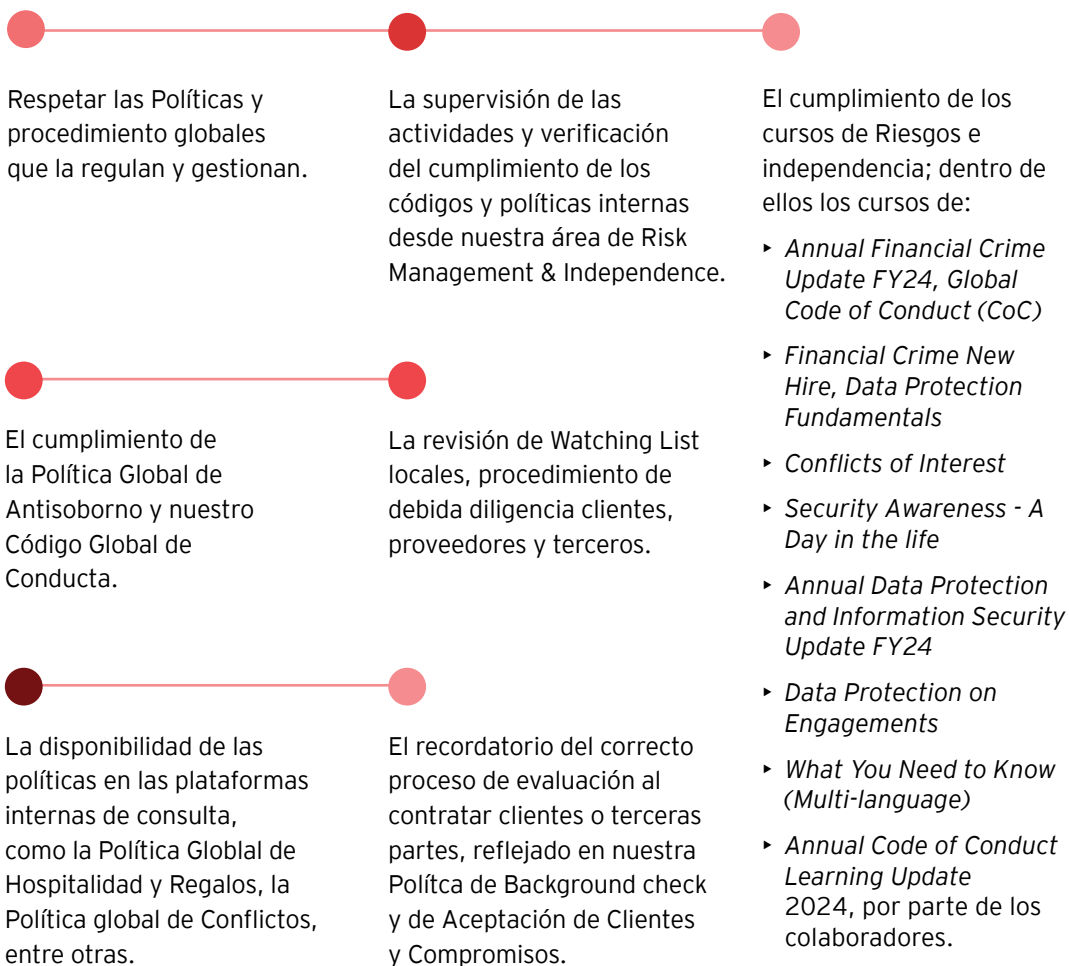 Respetar las Políticas y
procedimiento globales
que la regulan y gestionan.
La supervisión de las
actividades y verificación
del cumplimiento de los
códigos y políticas internas
desde nuestra área de Risk
Management & Independence.
El cumplimiento de los
cursos de Riesgos e
independencia; dentro de
ellos los cursos de:
‣ Annual Financial Crime
Update FY24, Global
Code of Conduct (CoC)
‣ Financial Crime New
Hire, Data Protection
Fundamentals
‣ Conflicts of Interest
‣ Security Awareness - A
Day in the life
‣ Annual Data Protection
and Information Security
Update FY24
‣ Data Protection on
Engagements
‣ What You Need to Know
(Multi-language)
‣ Annual Code of Conduct
Learning Update
2024, por parte de los
colaboradores.
El cumplimiento de
la Política Global de
Antisoborno y nuestro
Código Global de
Conducta.
La revisión de Watching List
locales, procedimiento de
debida diligencia clientes,
proveedores y terceros.
La disponibilidad de las
políticas en las plataformas
internas de consulta,
como la Política Globlal de
Hospitalidad y Regalos, la
Política global de Conflictos,
entre otras.
El recordatorio del correcto
proceso de evaluación al
contratar clientes o terceras
partes, reflejado en nuestra
Polítca de Background check
y de Aceptación de Clientes
y Compromisos.